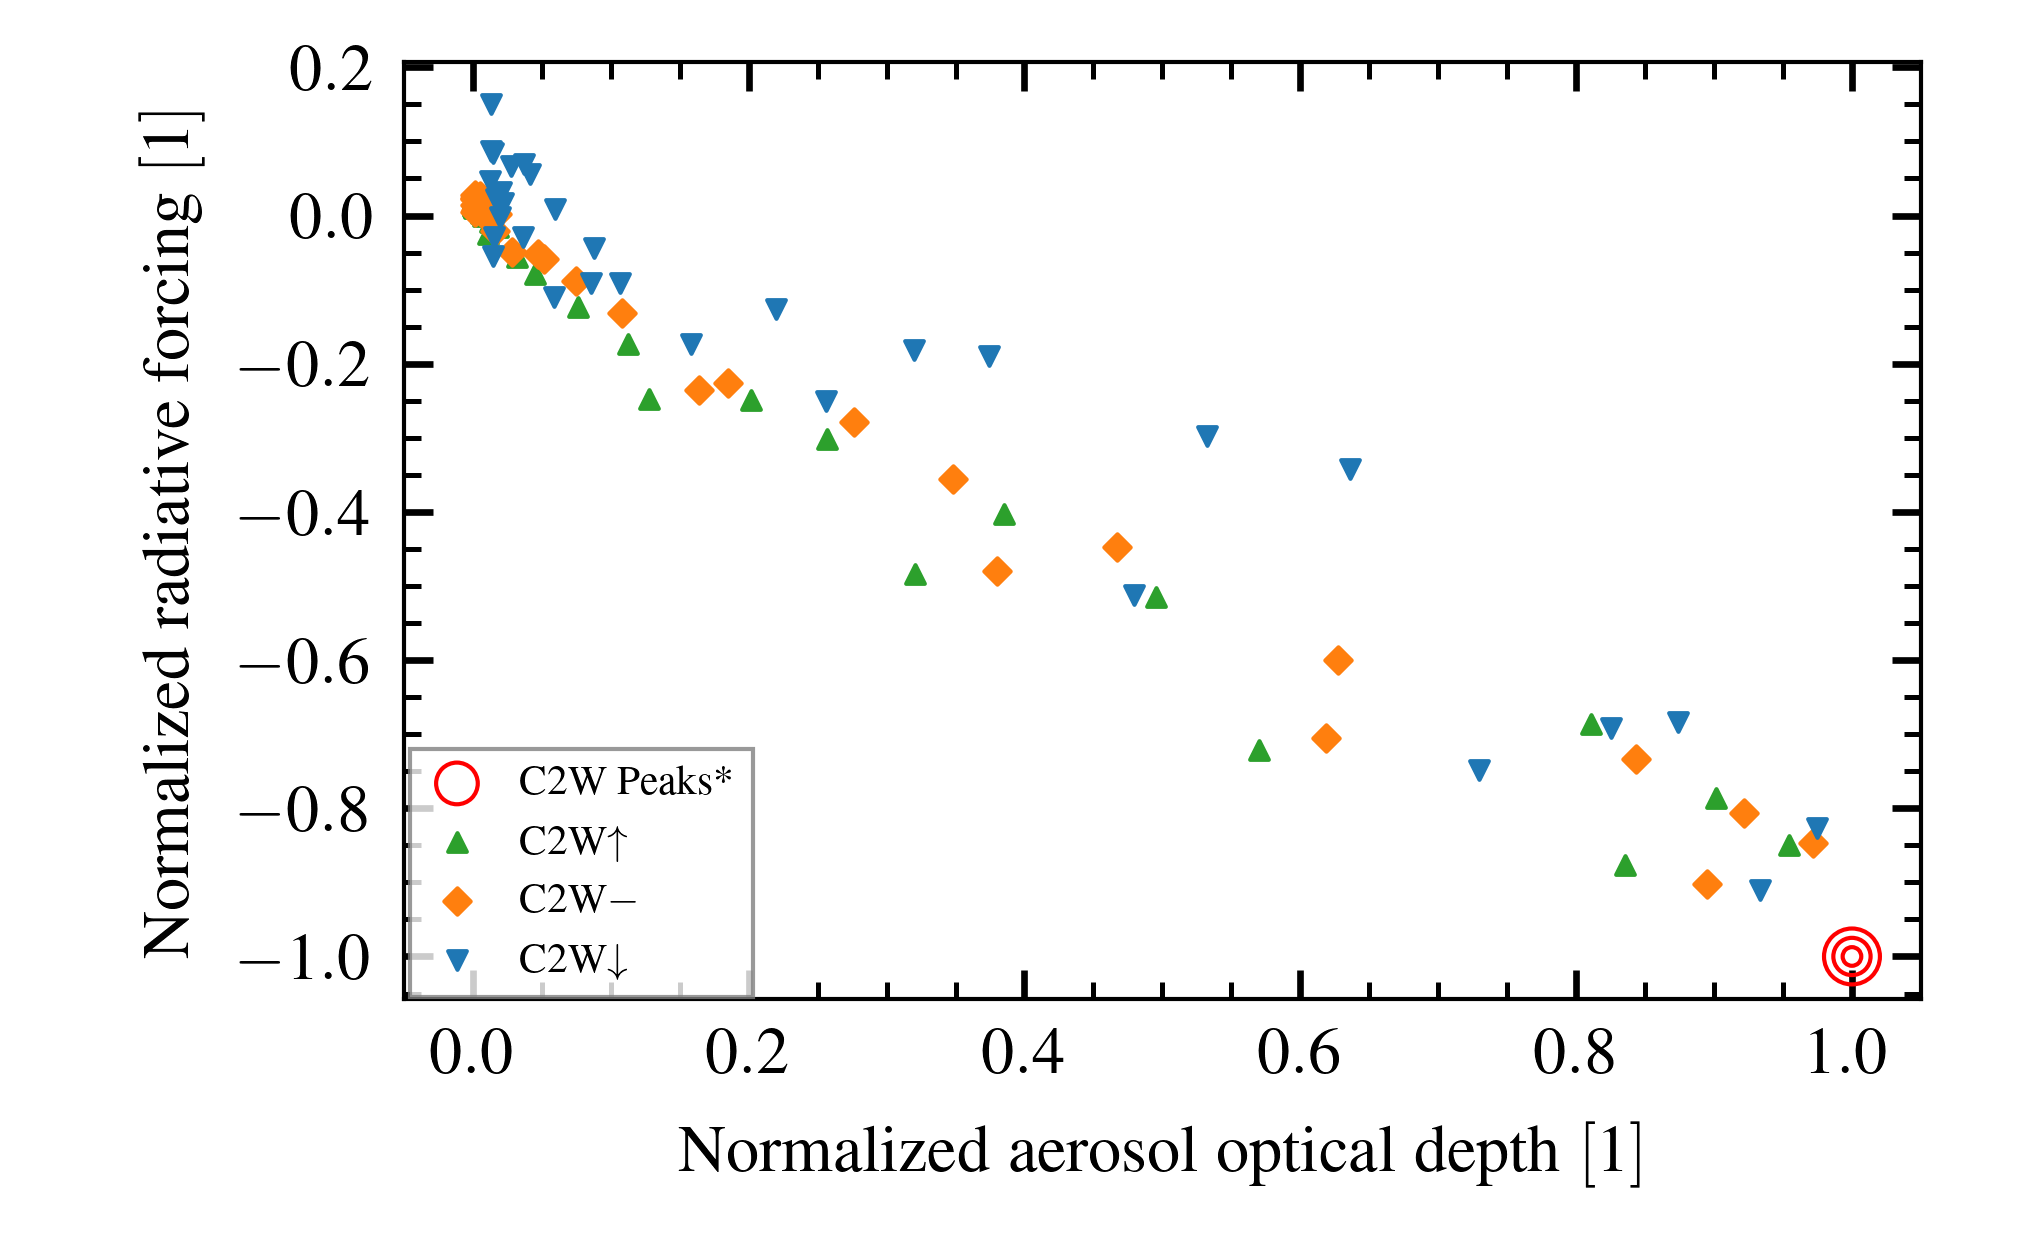 Normalized radiative forcing [1]
0.2
0.0
−0.2
−0.4
−0.6
−0.8
−1.0
C2W Peaks*
C2W↑
C2W−
C2W↓
0.0 0.2 0.4 0.6 0.8 1.0
Normalized aerosol optical depth [1]